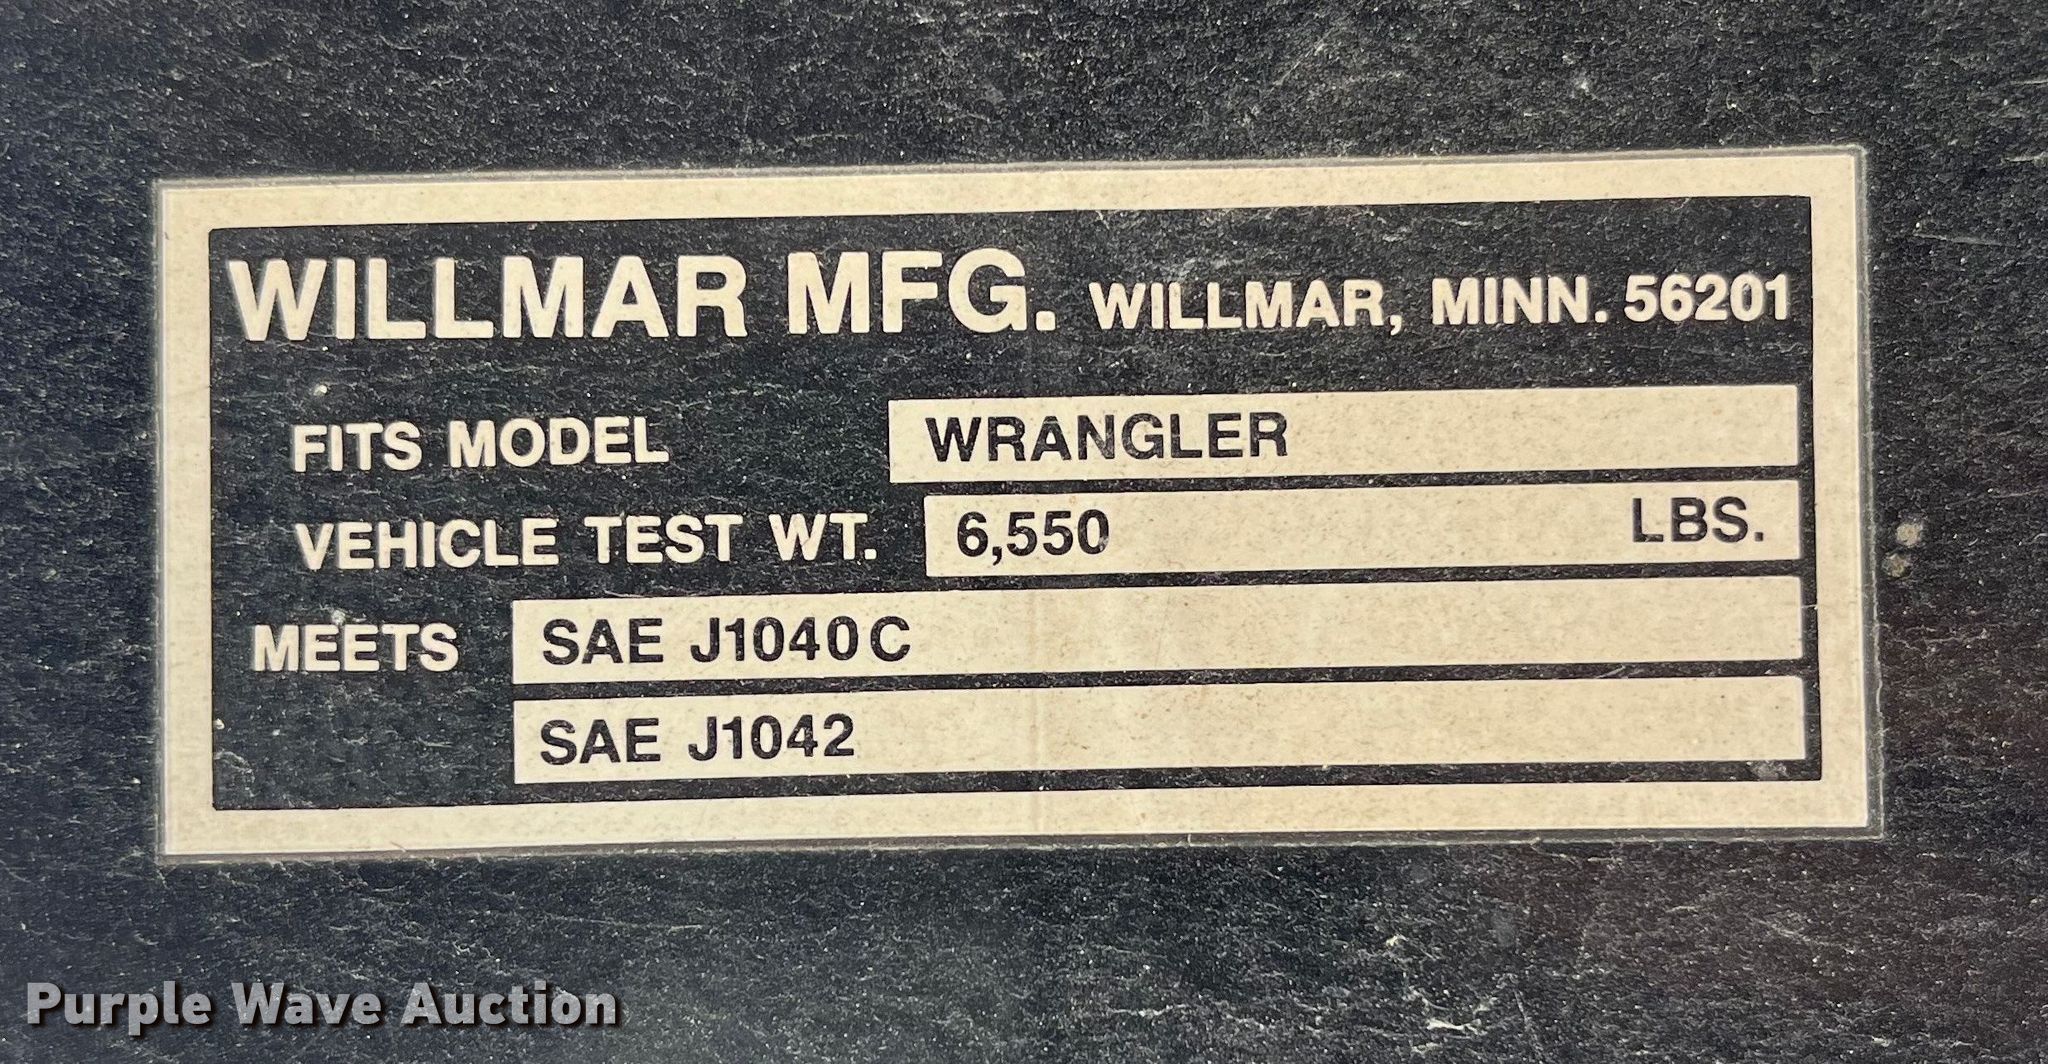 WILLMAR MFG. WILLMAR, MINN. 56201
FITS MODEL WRANGLER
VEHICLE TEST WT. 6,550 LBS.
MEETS SAE J1040C
SAE J1042
Purple Wave Auction